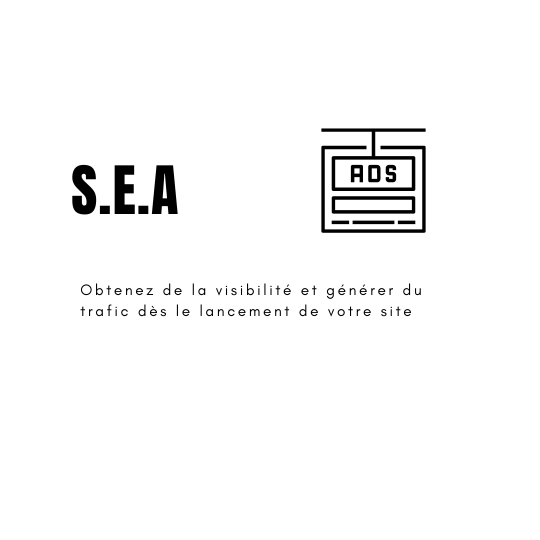 S.E.A
ADS
Obtenez de la visibilité et générer du
trafic dès le lancement de votre site